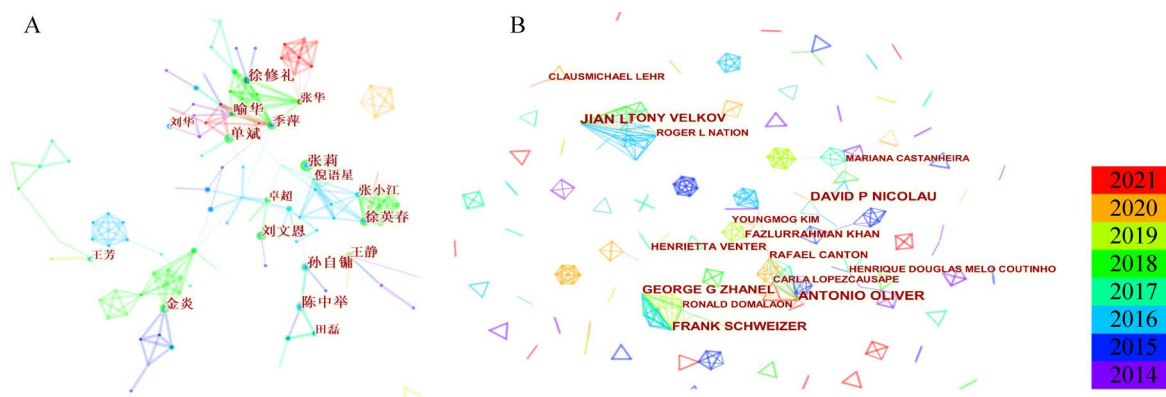 A
徐修礼
张华
喻华
刘华
季萍
单斌
张莉
倪语星
卓超
张小江
徐英春
刘文恩
王静
王芳
孙自镛
金炎
陈中举
田磊
B
CLAUSMICHAEL LEHR
JIAN LTONY VELKOV
ROGER L NATION
MARIANA CASTANHEIRA
DAVID P NICOLAU
YOUNGMOG KIM
FAZLURRAHMAN KHAN
HENRIETTA VENTER
RAFAEL CANTON
HENRIQUE DOUGLAS MELO COUTINHO
CARLA LOPEZCAUSAPE
GEORGE G ZHANEL
ANTONIO OLIVER
RONALD DOMALAON
FRANK SCHWEIZER
2021
2020
2019
2018
2017
2016
2015
2014